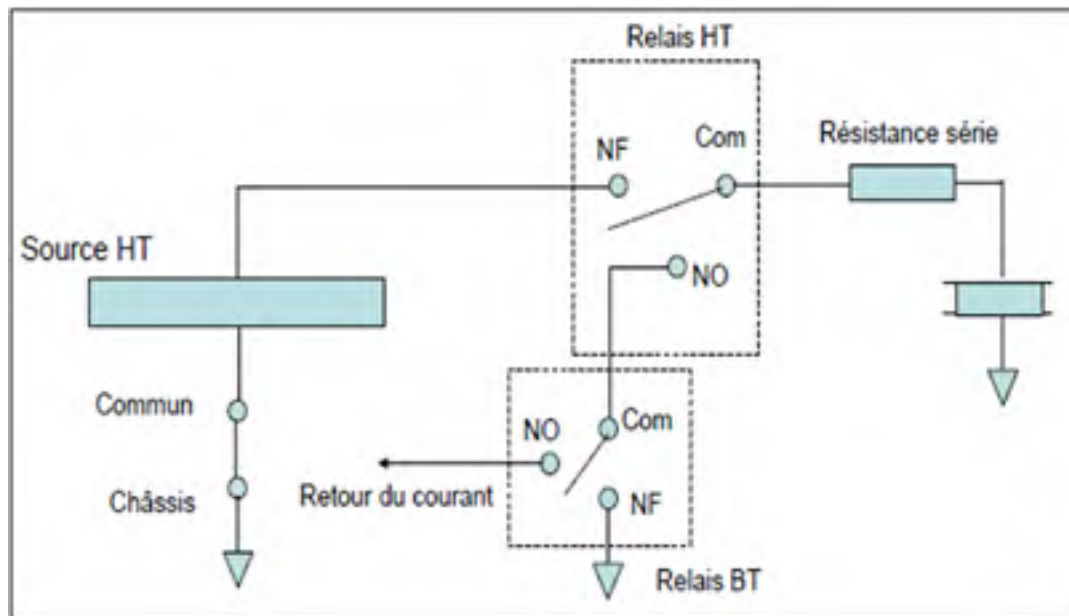 Relais HT
Résistance série
NF
Com
Source HT
NO
Commun
NO
Com
Châssis
Retour du courant
NF
Relais BT